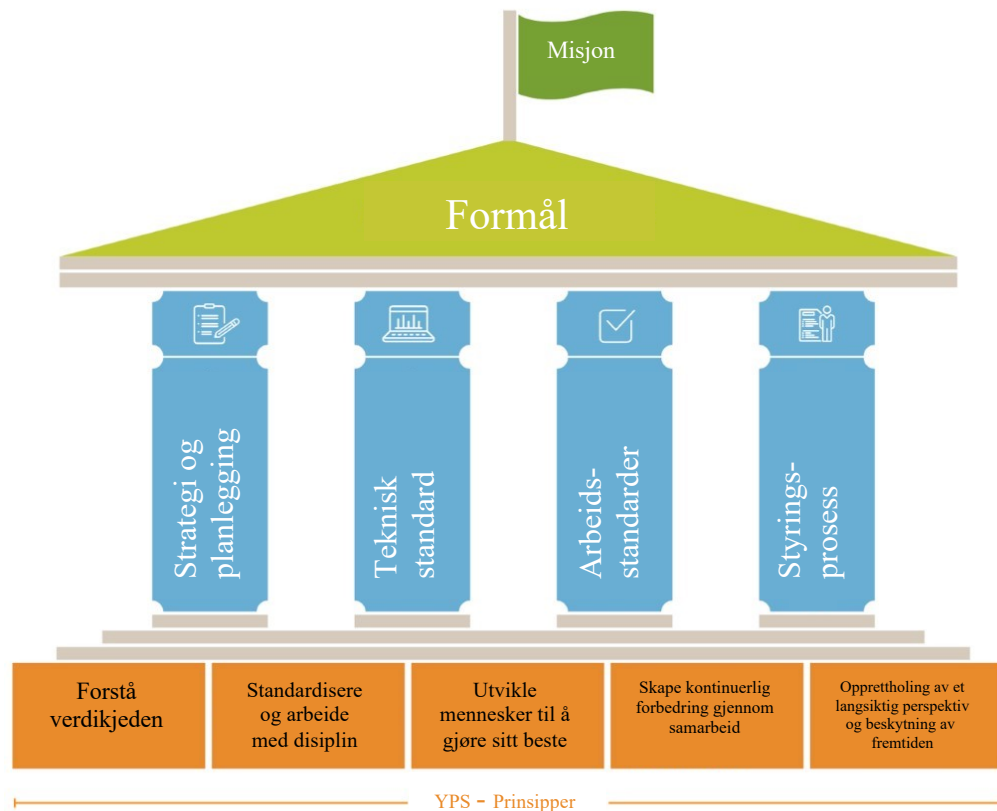 Misjon
Formål
Strategi og
planlegging
Teknisk
standard
Arbeids-
standarder
Styrings-
prosess
Forstå
verdikjeden
Standardisere
og arbeide
med disiplin
Utvikle
mennesker til å
gjøre sitt beste
Skape kontinuerlig
forbedring gjennom
samarbeid
Opprettholing av et
langsiktig perspektiv
og beskytning av
fremtiden
YPS - Prinsipper